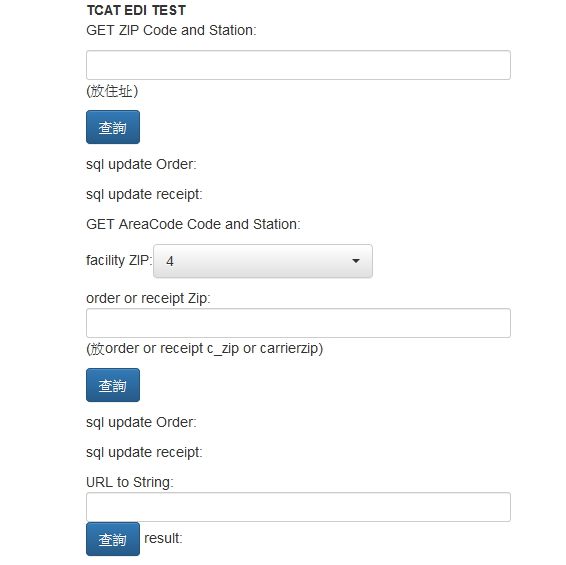 TCAT EDI TEST
GET ZIP Code and Station:
(放住址)
查詢
sql update Order:
sql update receipt:
GET AreaCode Code and Station:
facility ZIP: 4
order or receipt Zip:
(放order or receipt c_zip or carrierzip)
查詢
sql update Order:
sql update receipt:
URL to String:
查詢 result: